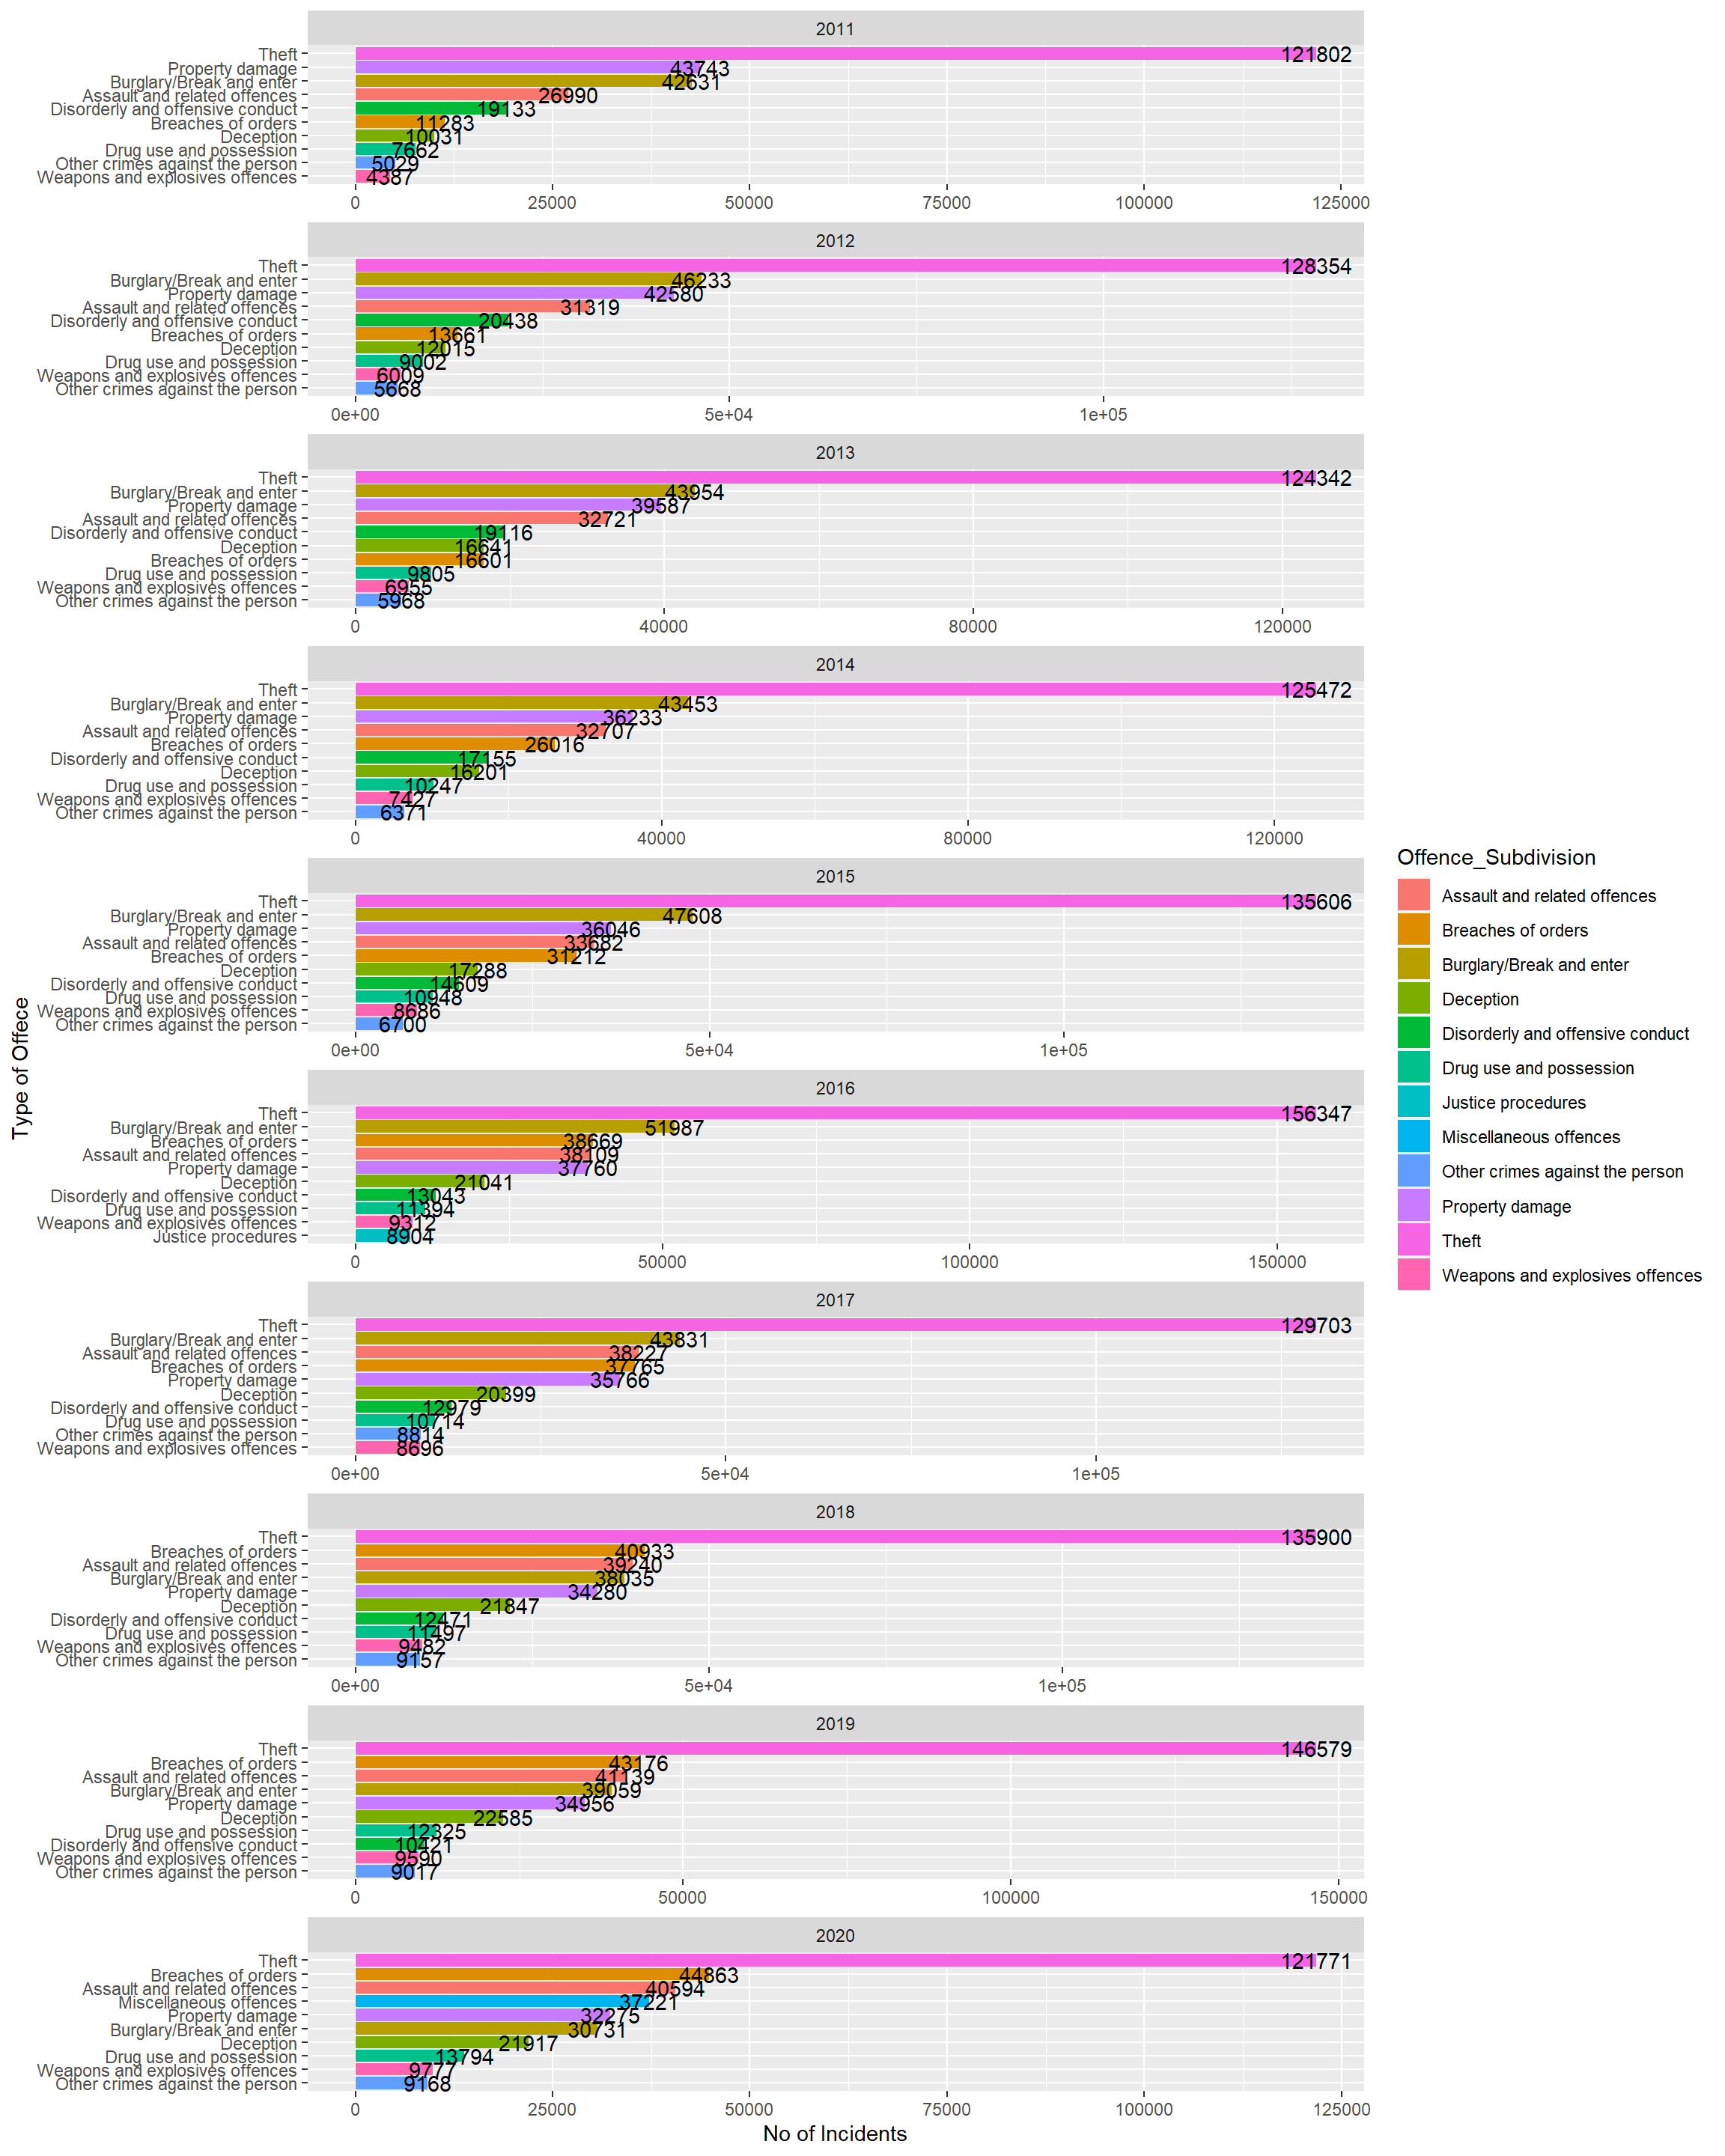 2011
Theft 121802
Property damage 43743
Burglary/Break and enter 42631
Assault and related offences 26990
Disorderly and offensive conduct 19133
Breaches of orders 11283
Deception 10031
Drug use and possession 7662
Other crimes against the person 5029
Weapons and explosives offences 4387
0 25000 50000 75000 100000 125000
2012
Theft 128354
Burglary/Break and enter 46233
Property damage 42580
Assault and related offences 31319
Disorderly and offensive conduct 20438
Breaches of orders 13661
Deception 12015
Drug use and possession 9002
Weapons and explosives offences 6009
Other crimes against the person 5668
0e+00 5e+04 1e+05
2013
Theft 124342
Burglary/Break and enter 43954
Property damage 39587
Assault and related offences 32721
Disorderly and offensive conduct 19116
Deception 16641
Breaches of orders 16601
Drug use and possession 9805
Weapons and explosives offences 6955
Other crimes against the person 5968
0 40000 80000 120000
2014
Theft 125472
Burglary/Break and enter 43453
Property damage 36233
Assault and related offences 32707
Breaches of orders 26016
Disorderly and offensive conduct 17155
Deception 16201
Drug use and possession 10247
Weapons and explosives offences 7427
Other crimes against the person 6371
0 40000 80000 120000
2015
Theft 135606
Burglary/Break and enter 47608
Property damage 36046
Assault and related offences 33682
Breaches of orders 31212
Deception 17288
Disorderly and offensive conduct 14609
Drug use and possession 10948
Weapons and explosives offences 8686
Other crimes against the person 6700
0e+00 5e+04 1e+05
2016
Theft 156347
Burglary/Break and enter 51987
Breaches of orders 38669
Assault and related offences 38109
Property damage 37760
Deception 21041
Disorderly and offensive conduct 13043
Drug use and possession 11394
Weapons and explosives offences 9312
Justice procedures 8904
0 50000 100000 150000
2017
Theft 129703
Burglary/Break and enter 43831
Assault and related offences 38227
Breaches of orders 37765
Property damage 35766
Deception 20399
Disorderly and offensive conduct 12979
Drug use and possession 10714
Other crimes against the person 8814
Weapons and explosives offences 8696
0e+00 5e+04 1e+05
2018
Theft 135900
Breaches of orders 40933
Assault and related offences 39240
Burglary/Break and enter 38035
Property damage 34280
Deception 21847
Disorderly and offensive conduct 12471
Drug use and possession 11497
Weapons and explosives offences 9482
Other crimes against the person 9157
0e+00 5e+04 1e+05
2019
Theft 146579
Breaches of orders 43176
Assault and related offences 41139
Burglary/Break and enter 39059
Property damage 34956
Deception 22585
Drug use and possession 12325
Disorderly and offensive conduct 10421
Weapons and explosives offences 9590
Other crimes against the person 9017
0 50000 100000 150000
2020
Theft 121771
Breaches of orders 44863
Assault and related offences 40594
Miscellaneous offences 37221
Property damage 32275
Burglary/Break and enter 30731
Deception 21917
Drug use and possession 13794
Weapons and explosives offences 9777
Other crimes against the person 9168
0 25000 50000 75000 100000 125000
No of Incidents
Type of Offece
Offence_Subdivision
Assault and related offences
Breaches of orders
Burglary/Break and enter
Deception
Disorderly and offensive conduct
Drug use and possession
Justice procedures
Miscellaneous offences
Other crimes against the person
Property damage
Theft
Weapons and explosives offences